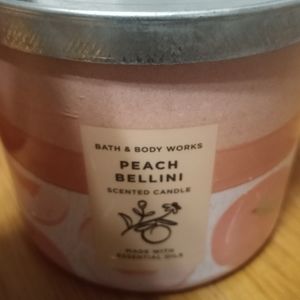 BATH & BODY WORKS
PEACH
BELLINI
SCENTED CANDLE
MADE WITH
ESSENTIAL OILS